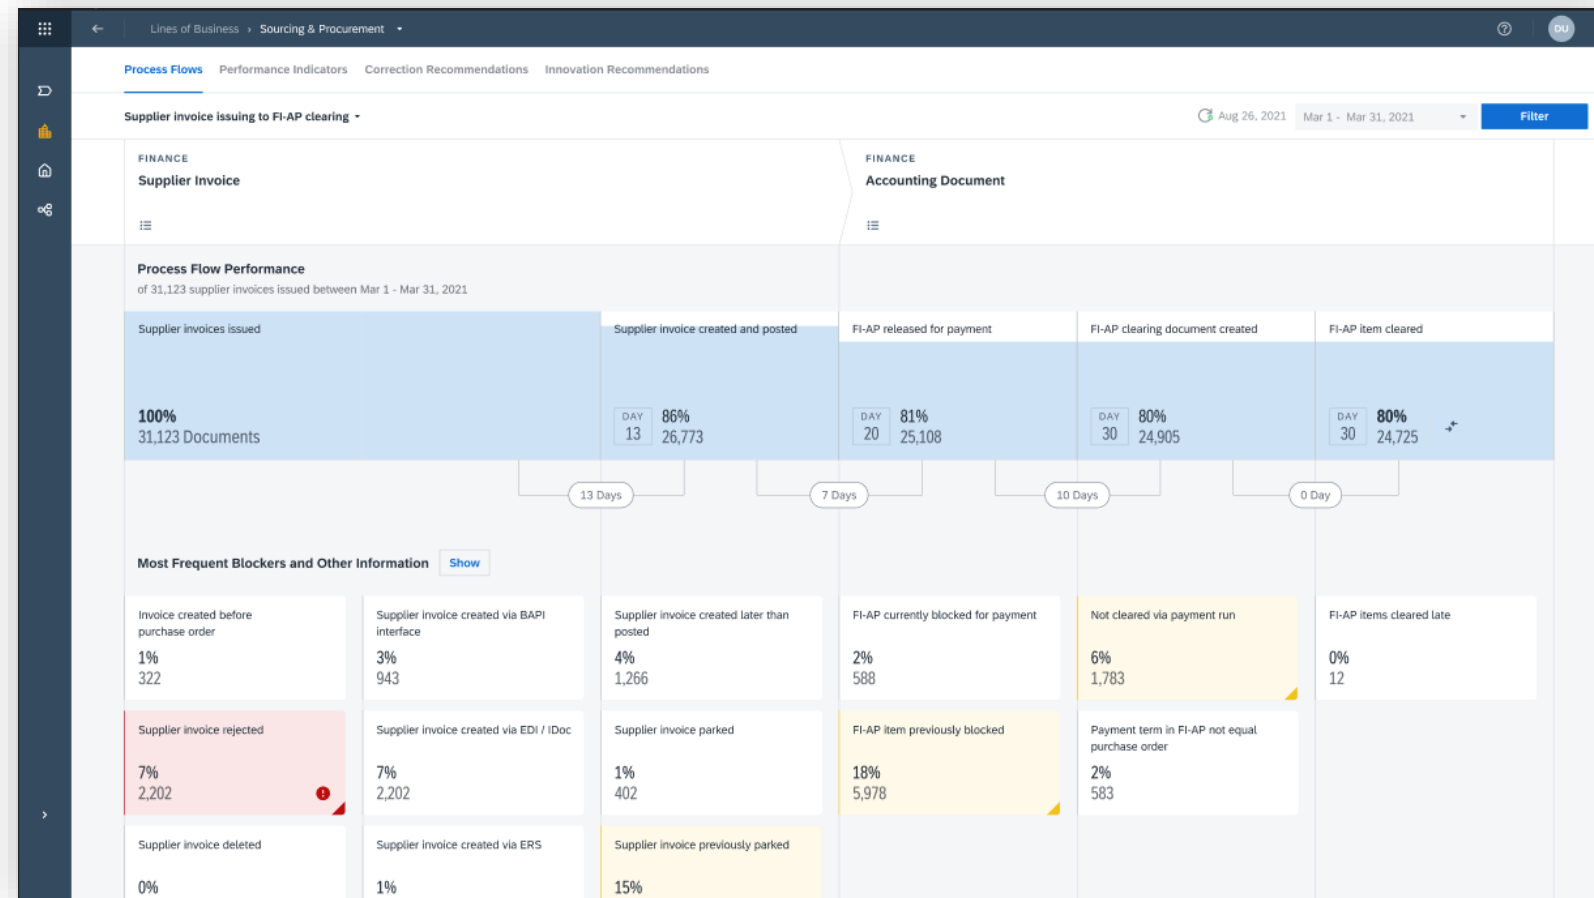 Lines of Business › Sourcing & Procurement
DU
Process Flows Performance Indicators Correction Recommendations Innovation Recommendations
Supplier invoice issuing to FI-AP clearing
Aug 26, 2021
Mar 1 - Mar 31, 2021
Filter
FINANCE
Supplier Invoice
FINANCE
Accounting Document
Process Flow Performance
of 31,123 supplier invoices issued between Mar 1 - Mar 31, 2021
Supplier invoices issued
100%
31,123 Documents
Supplier invoice created and posted
DAY
13
86%
26,773
FI-AP released for payment
DAY
20
81%
25,108
FI-AP clearing document created
DAY
30
80%
24,905
FI-AP item cleared
DAY
30
80%
24,725
13 Days
7 Days
10 Days
0 Day
Most Frequent Blockers and Other Information
Show
Invoice created before
purchase order
1%
322
Supplier invoice created via BAPI
interface
3%
943
Supplier invoice created later than
posted
4%
1,266
FI-AP currently blocked for payment
2%
588
Not cleared via payment run
6%
1,783
FI-AP items cleared late
0%
12
Supplier invoice rejected
7%
2,202
Supplier invoice created via EDI / IDoc
7%
2,202
Supplier invoice parked
1%
402
FI-AP item previously blocked
18%
5,978
Payment term in FI-AP not equal
purchase order
2%
583
Supplier invoice deleted
0%
Supplier invoice created via ERS
1%
Supplier invoice previously parked
15%